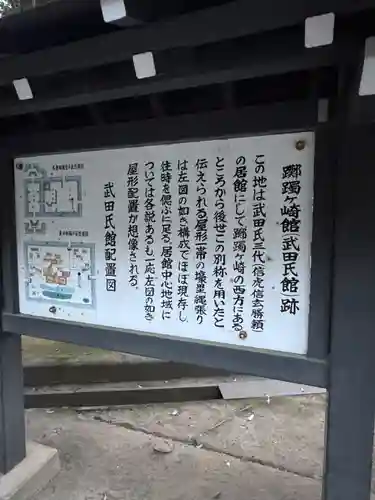 躑躅ヶ崎館(武田氏館)跡
この地は武田氏三代(信虎信玄勝頼)
の居館にして躑躅ヶ崎の西方にある
ところから後世この別称を用いた
伝えられる屋形一帯の壕塁縄張り
は左図の如き構成でほぼ現存し
往時を偲ぶに足る。居館中心地域に
ついては各説あるも一応左図の如き
屋形配置が想像される。
武田氏館配置図